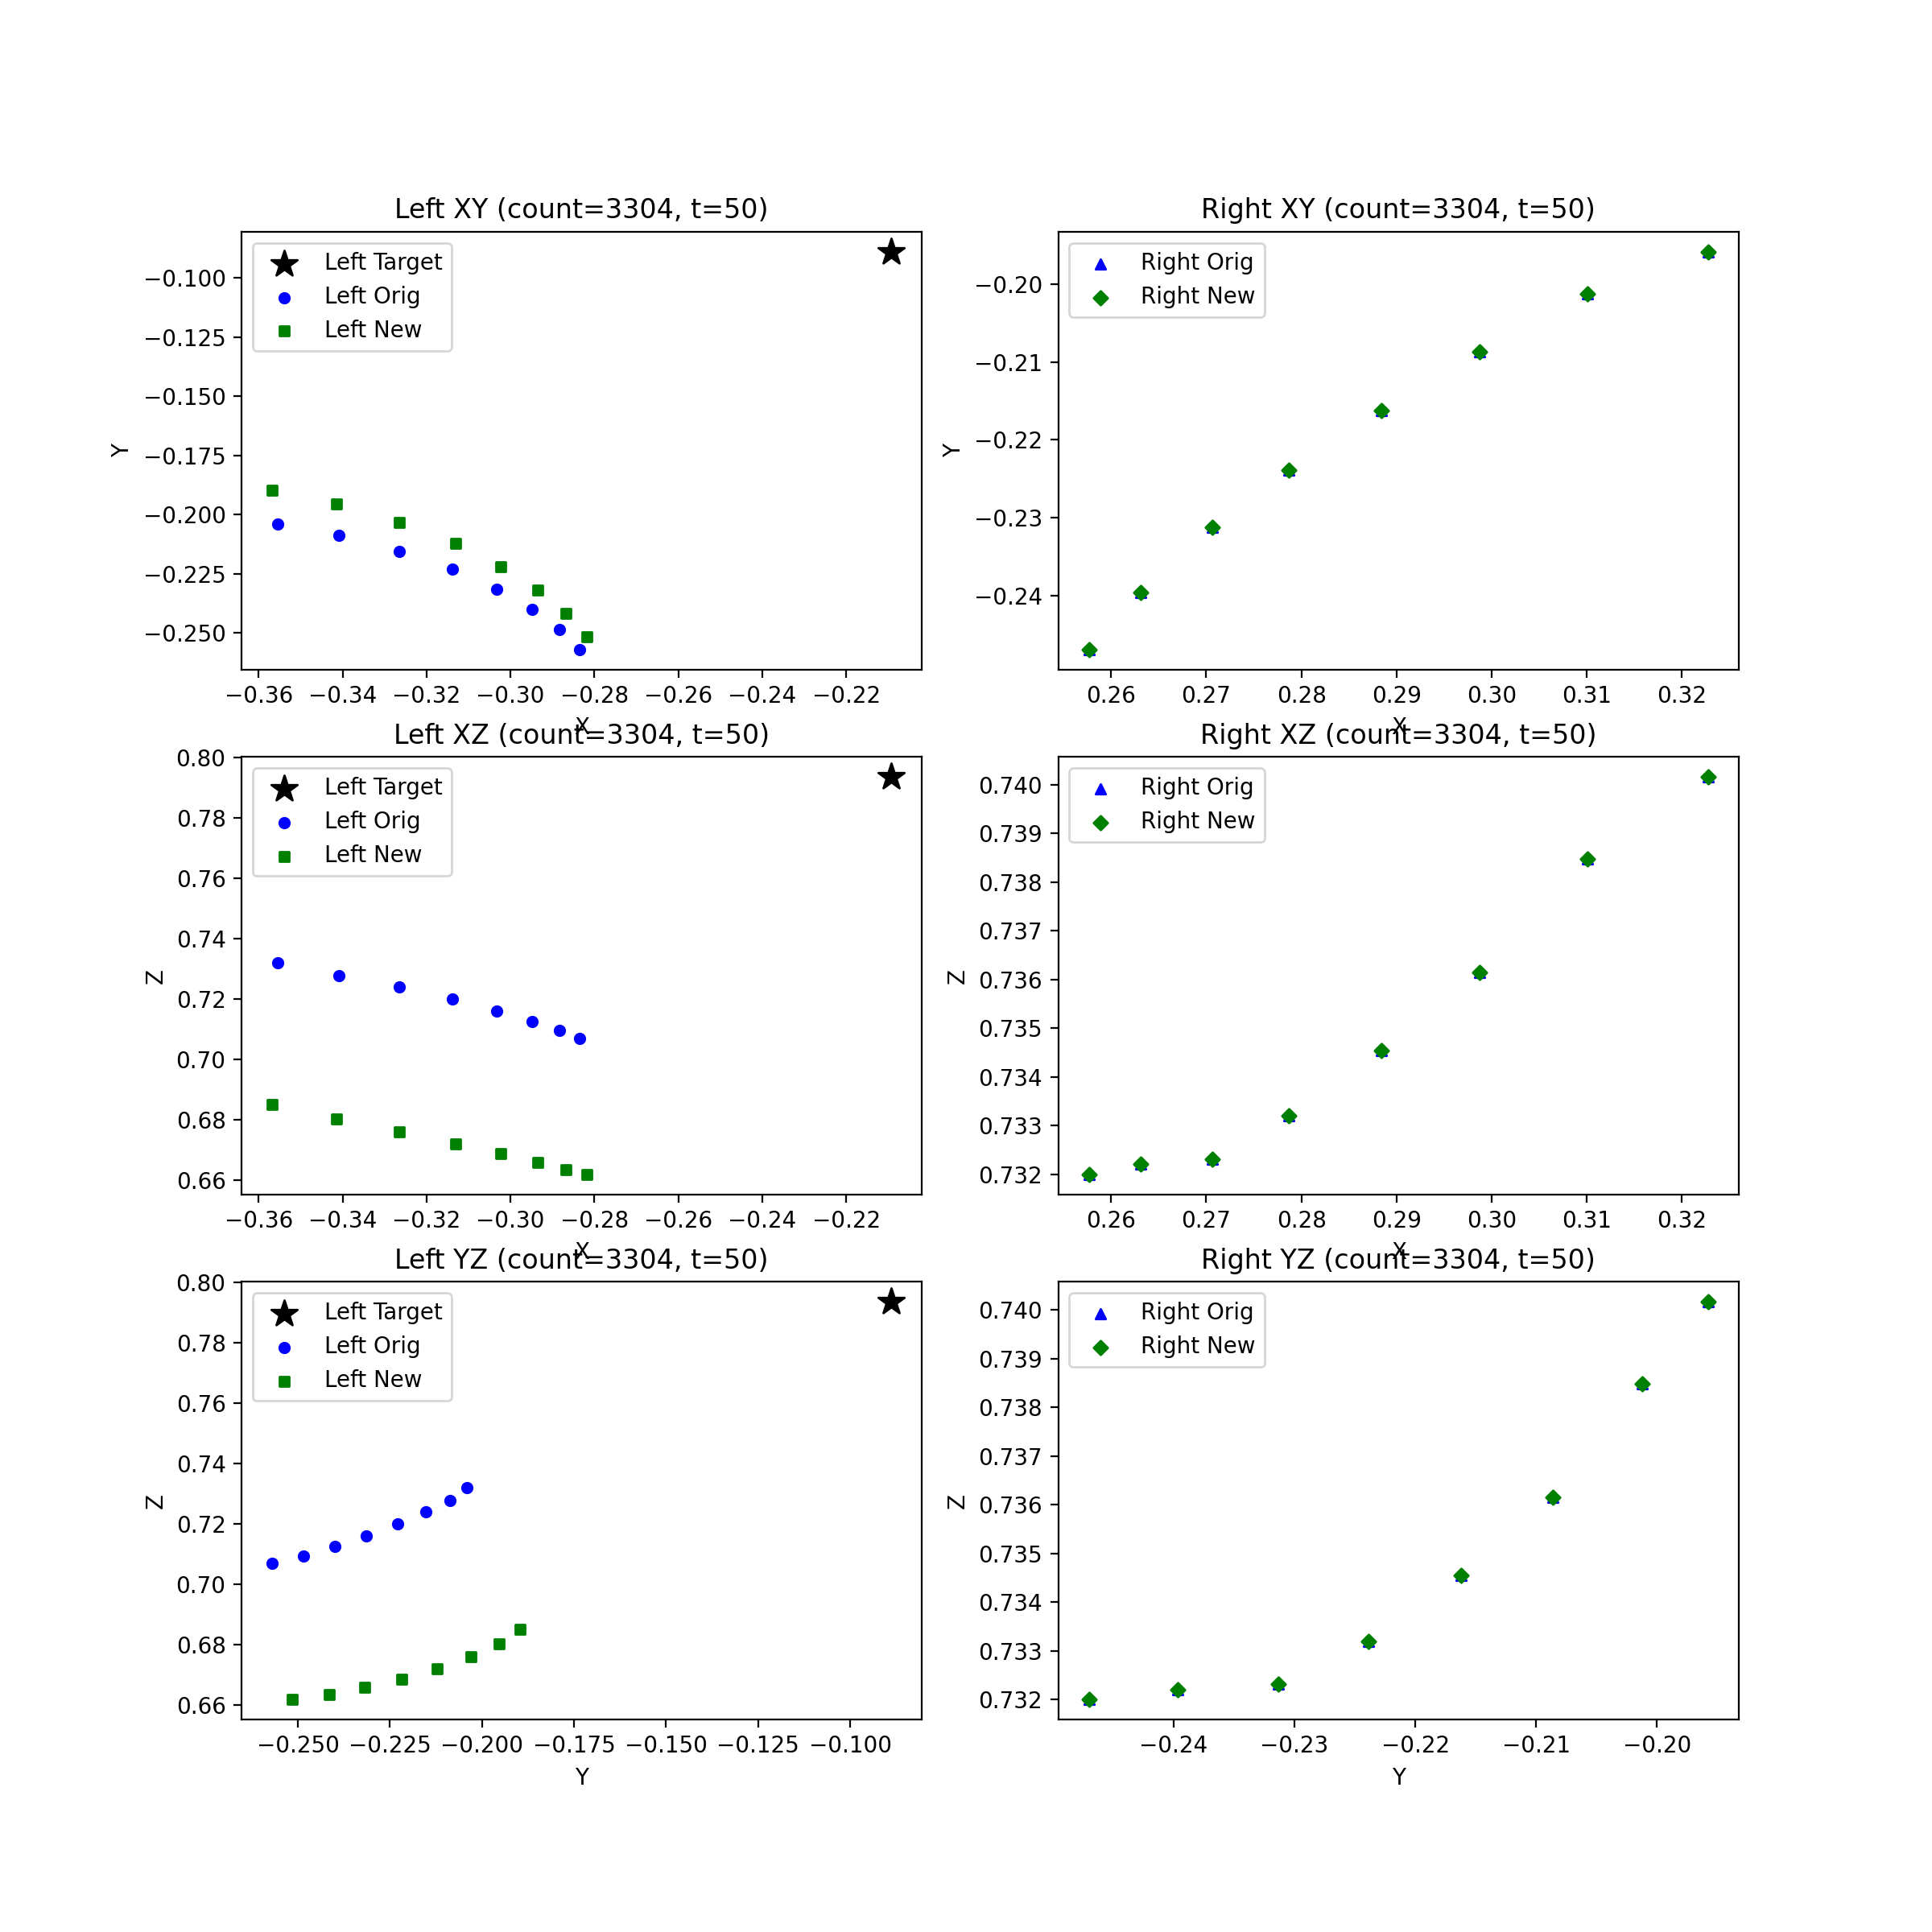 Left XY (count=3304, t=50)
Left Target
Left Orig
Left New
−0.100
−0.125
−0.150
−0.175
−0.200
−0.225
−0.250
Y
−0.36 −0.34 −0.32 −0.30 −0.28 −0.26 −0.24 −0.22
X
Right XY (count=3304, t=50)
Right Orig
Right New
−0.20
−0.21
−0.22
−0.23
−0.24
Y
0.26 0.27 0.28 0.29 0.30 0.31 0.32
X
Left XZ (count=3304, t=50)
Left Target
Left Orig
Left New
0.80
0.78
0.76
0.74
0.72
0.70
0.68
0.66
Z
−0.36 −0.34 −0.32 −0.30 −0.28 −0.26 −0.24 −0.22
X
Right XZ (count=3304, t=50)
Right Orig
Right New
0.740
0.739
0.738
0.737
0.736
0.735
0.734
0.733
0.732
Z
0.26 0.27 0.28 0.29 0.30 0.31 0.32
X
Left YZ (count=3304, t=50)
Left Target
Left Orig
Left New
0.80
0.78
0.76
0.74
0.72
0.70
0.68
0.66
Z
−0.250 −0.225 −0.200 −0.175 −0.150 −0.125 −0.100
Y
Right YZ (count=3304, t=50)
Right Orig
Right New
0.740
0.739
0.738
0.737
0.736
0.735
0.734
0.733
0.732
Z
−0.24 −0.23 −0.22 −0.21 −0.20
Y